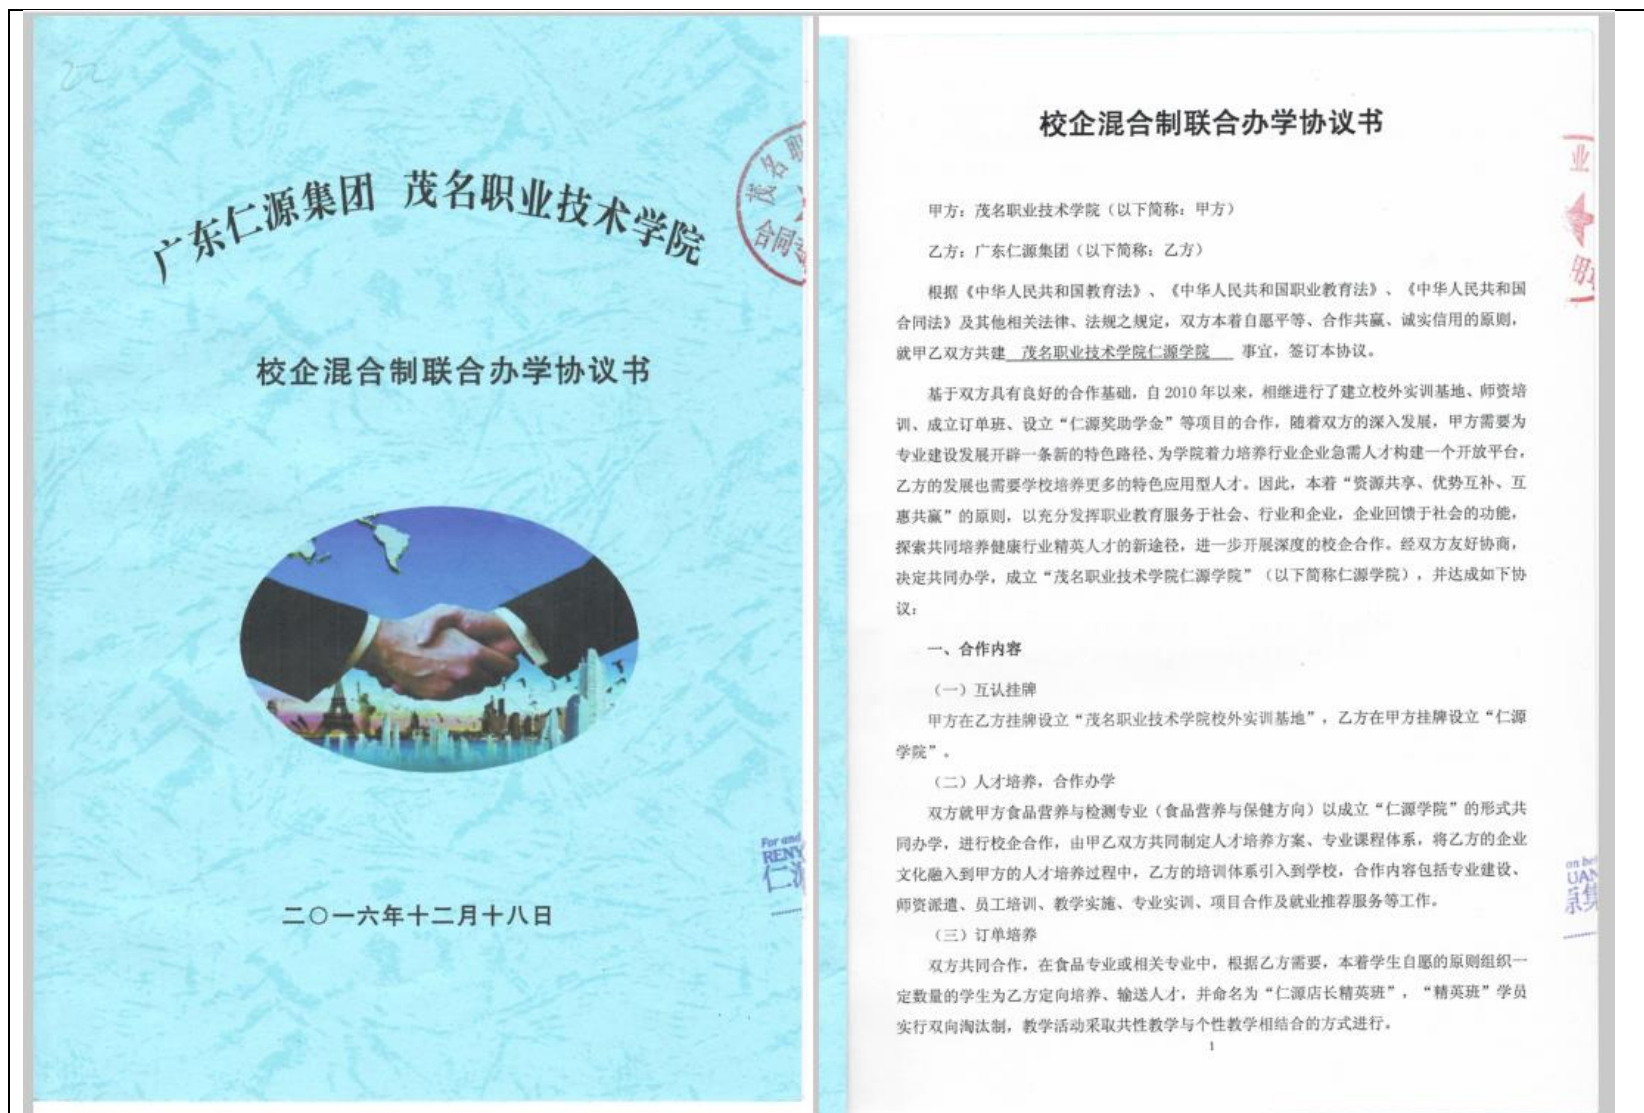 22
广东仁源集团 茂名职业技术学院
茂名职
合同专
校企混合制联合办学协议书
For and
RENY
仁源
二〇一六年十二月十八日
校企混合制联合办学协议书
业
用章
甲方：茂名职业技术学院（以下简称：甲方）
乙方：广东仁源集团（以下简称：乙方）
根据《中华人民共和国教育法》、《中华人民共和国职业教育法》、《中华人民共和国
合同法》及其他相关法律、法规之规定，双方本着自愿平等、合作共赢、诚实信用的原则，
就甲乙双方共建 茂名职业技术学院仁源学院 事宜，签订本协议。
基于双方具有良好的合作基础，自 2010 年以来，相继进行了建立校外实训基地、师资培
训、成立订单班、设立“仁源奖助学金”等项目的合作，随着双方的深入发展，甲方需要为
专业建设发展开辟一条新的特色路径、为学院着力培养行业企业急需人才构建一个开放平台，
乙方的发展也需要学校培养更多的特色应用型人才。因此，本着“资源共享、优势互补、互
惠共赢”的原则，以充分发挥职业教育服务于社会、行业和企业，企业回馈于社会的功能，
探索共同培养健康行业精英人才的新途径，进一步开展深度的校企合作。经双方友好协商，
决定共同办学，成立“茂名职业技术学院仁源学院”（以下简称仁源学院），并达成如下协
议：
一、合作内容
（一）互认挂牌
甲方在乙方挂牌设立“茂名职业技术学院校外实训基地”，乙方在甲方挂牌设立“仁源
学院”。
（二）人才培养，合作办学
双方就甲方食品营养与检测专业（食品营养与保健方向）以成立“仁源学院”的形式共
同办学，进行校企合作，由甲乙双方共同制定人才培养方案、专业课程体系，将乙方的企业
文化融入到甲方的人才培养过程中，乙方的培训体系引入到学校，合作内容包括专业建设、
师资派遣、员工培训、教学实施、专业实训、项目合作及就业推荐服务等工作。
on beh
UAN
原集
（三）订单培养
双方共同合作，在食品专业或相关专业中，根据乙方需要，本着学生自愿的原则组织一
定数量的学生为乙方定向培养、输送人才，并命名为“仁源店长精英班”，“精英班”学员
实行双向淘汰制，教学活动采取共性教学与个性教学相结合的方式进行。
1